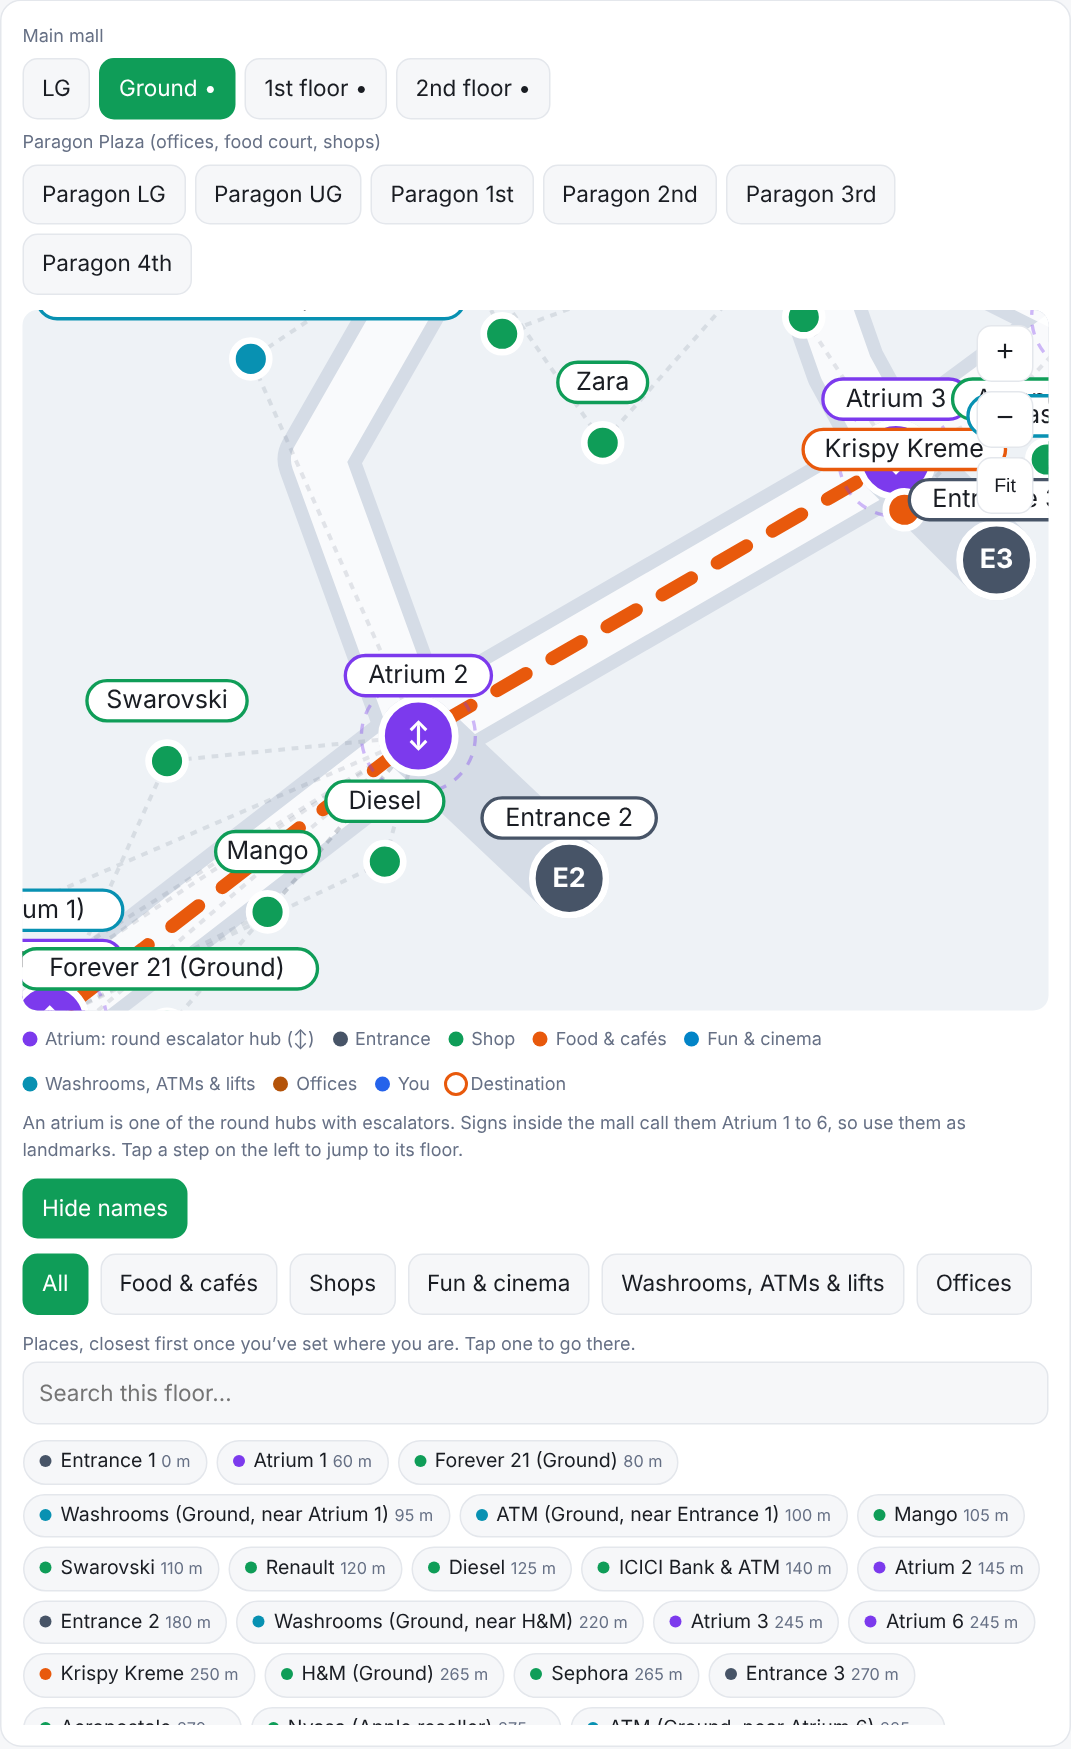 Main mall
LG
Ground •
1st floor •
2nd floor •
Paragon Plaza (offices, food court, shops)
Paragon LG
Paragon UG
Paragon 1st
Paragon 2nd
Paragon 3rd
Paragon 4th
+
Zara
Atrium 3
−
Krispy Kreme
Fit
E3
Atrium 2
Swarovski
Diesel
Entrance 2
Mango
E2
um 1)
Forever 21 (Ground)
Atrium: round escalator hub (↕)
Entrance
Shop
Food & cafés
Fun & cinema
Washrooms, ATMs & lifts
Offices
You
Destination
An atrium is one of the round hubs with escalators. Signs inside the mall call them Atrium 1 to 6, so use them as
landmarks. Tap a step on the left to jump to its floor.
Hide names
All
Food & cafés
Shops
Fun & cinema
Washrooms, ATMs & lifts
Offices
Places, closest first once you’ve set where you are. Tap one to go there.
Search this floor...
Entrance 1 0 m
Atrium 1 60 m
Forever 21 (Ground) 80 m
Washrooms (Ground, near Atrium 1) 95 m
ATM (Ground, near Entrance 1) 100 m
Mango 105 m
Swarovski 110 m
Renault 120 m
Diesel 125 m
ICICI Bank & ATM 140 m
Atrium 2 145 m
Entrance 2 180 m
Washrooms (Ground, near H&M) 220 m
Atrium 3 245 m
Atrium 6 245 m
Krispy Kreme 250 m
H&M (Ground) 265 m
Sephora 265 m
Entrance 3 270 m